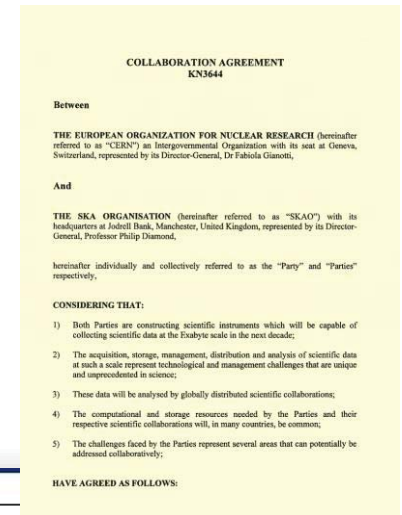 COLLABORATION AGREEMENT
KN3644
Between
THE EUROPEAN ORGANIZATION FOR NUCLEAR RESEARCH (hereinafter
referred to as “CERN”) an Intergovernmental Organization with its seat at Geneva,
Switzerland, represented by its Director-General, Dr Fabiola Gianotti,
And
THE SKA ORGANISATION (hereinafter referred to as “SKAO”) with its
headquarters at Jodrell Bank, Manchester, United Kingdom, represented by its Director-
General, Professor Philip Diamond,
hereinafter individually and collectively referred to as the “Party” and “Parties”
respectively,
CONSIDERING THAT:
1) Both Parties are constructing scientific instruments which will be capable of
collecting scientific data at the Exabyte scale in the next decade;
2) The acquisition, storage, management, distribution and analysis of scientific data
at such a scale represent technological and management challenges that are unique
and unprecedented in science;
3) These data will be analysed by globally distributed scientific collaborations;
4) The computational and storage resources needed by the Parties and their
respective scientific collaborations will, in many countries, be common;
5) The challenges faced by the Parties represent several areas that can potentially be
addressed collaboratively;
HAVE AGREED AS FOLLOWS: